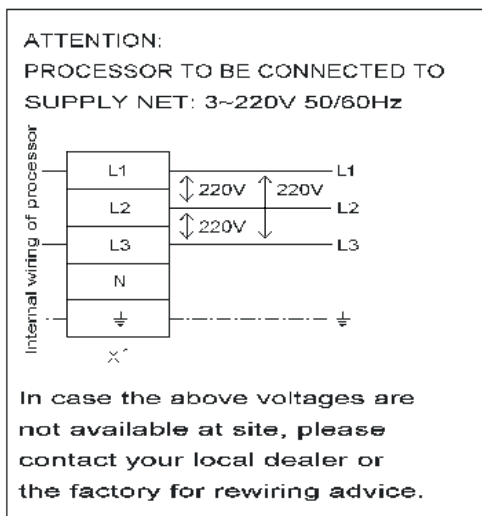 ATTENTION:
PROCESSOR TO BE CONNECTED TO
SUPPLY NET: 3~220V 50/60Hz
Internal wiring of processor
L1 L1
220V 220V
L2 L2
220V
L3 L3
N
X1
In case the above voltages are
not available at site, please
contact your local dealer or
the factory for rewiring advice.